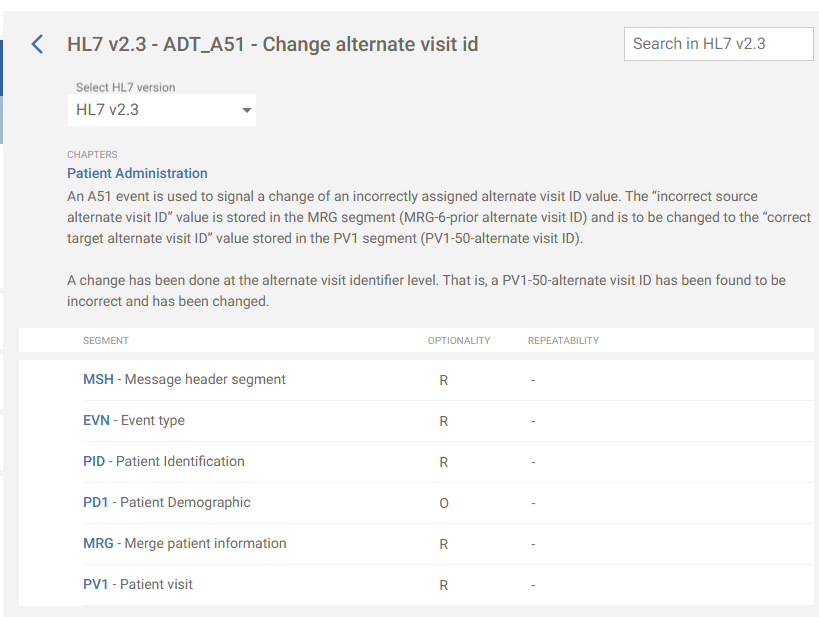 HL7 v2.3 - ADT_A51 - Change alternate visit id
Search in HL7 v2.3
Select HL7 version
HL7 v2.3
CHAPTERS
Patient Administration
An A51 event is used to signal a change of an incorrectly assigned alternate visit ID value. The “incorrect source
alternate visit ID” value is stored in the MRG segment (MRG-6-prior alternate visit ID) and is to be changed to the “correct
target alternate visit ID” value stored in the PV1 segment (PV1-50-alternate visit ID).
A change has been done at the alternate visit identifier level. That is, a PV1-50-alternate visit ID has been found to be
incorrect and has been changed.
SEGMENT OPTIONALITY REPEATABILITY
MSH - Message header segment R -
EVN - Event type R -
PID - Patient Identification R -
PD1 - Patient Demographic O -
MRG - Merge patient information R -
PV1 - Patient visit R -